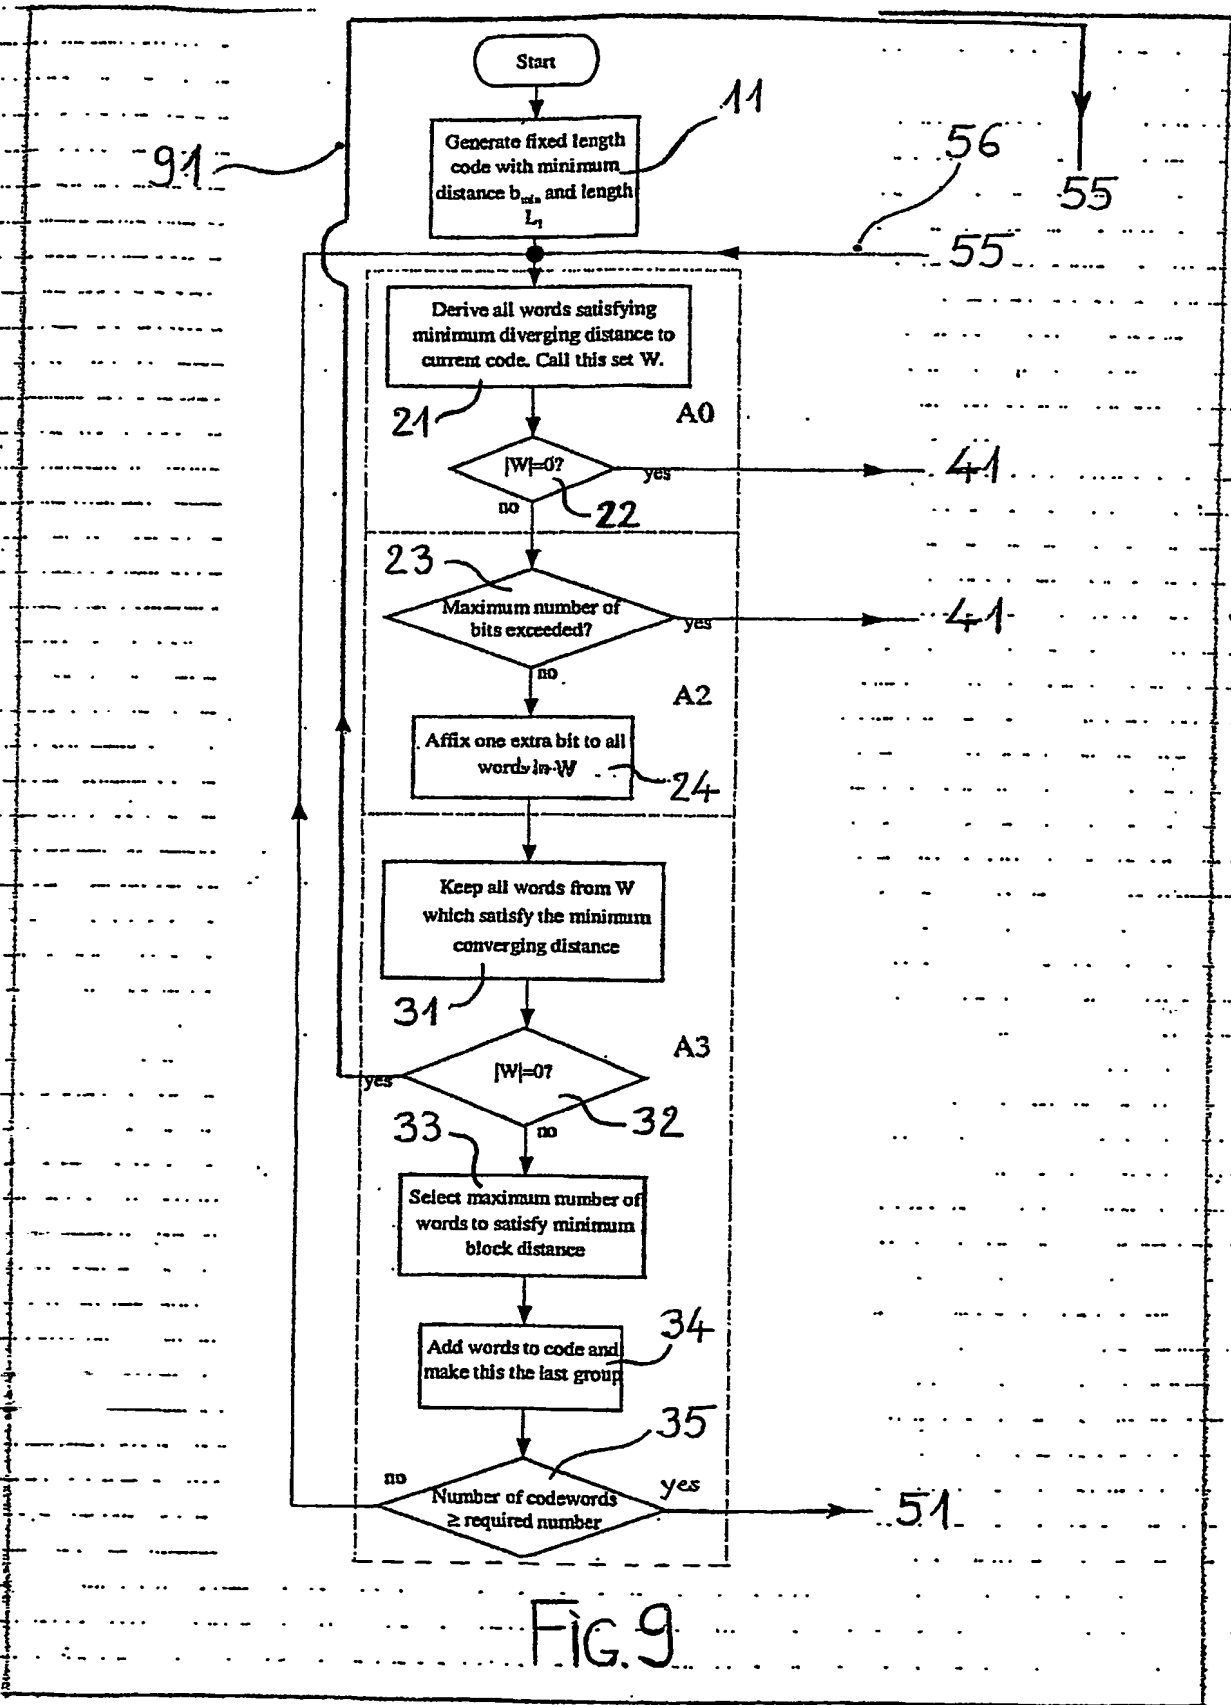 Start
11
Generate fixed length
code with minimum
distance b_min and length
L_1
91
56
55
55
Derive all words satisfying
minimum diverging distance to
current code. Call this set W.
21
A0
|W|=0?
yes
41
no
22
23
Maximum number of
bits exceeded?
yes
41
no
A2
Affix one extra bit to all
words in W
24
Keep all words from W
which satisfy the minimum
converging distance
31
A3
|W|=0?
yes
32
33
no
Select maximum number of
words to satisfy minimum
block distance
34
Add words to code and
make this the last group
35
no
yes
Number of codewords
≥ required number
51
FiG. 9